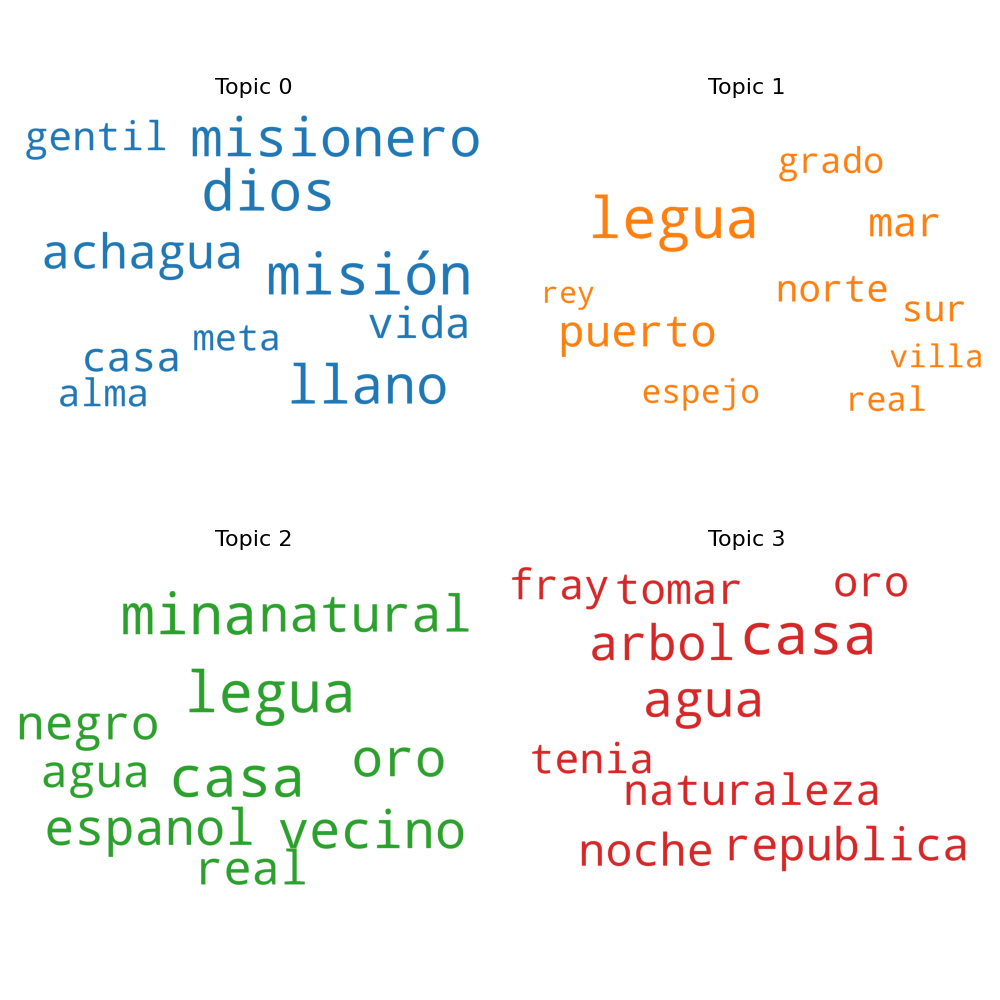 Topic 0
gentil misionero
dios
achagua
misión
vida
meta
casa
llano
alma
Topic 1
grado
legua
mar
norte
rey
sur
puerto
villa
espejo
real
Topic 2
mina natural
legua
negro
oro
agua
casa
espanol vecino
real
Topic 3
fray tomar oro
arbol casa
agua
tenia
naturaleza
noche republica